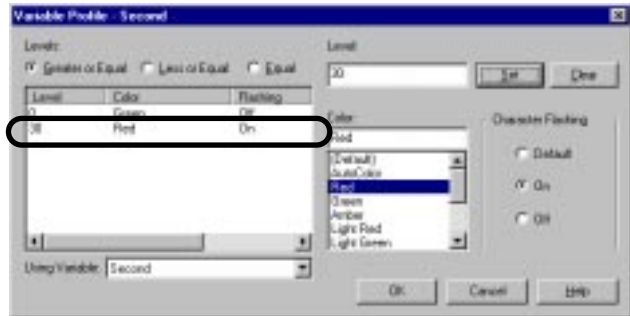 Variable Profile - Second
Levels:
Greater or Equal Less or Equal Equal
Level Color Flashing
0 Green Off
30 Red On
Using Variable: Second
Level:
30 Set Clear
Color
Red
(Default)
AutoColor
Red
Green
Amber
Light Red
Light Green
Character Flashing
Default
On
Off
OK Cancel Help